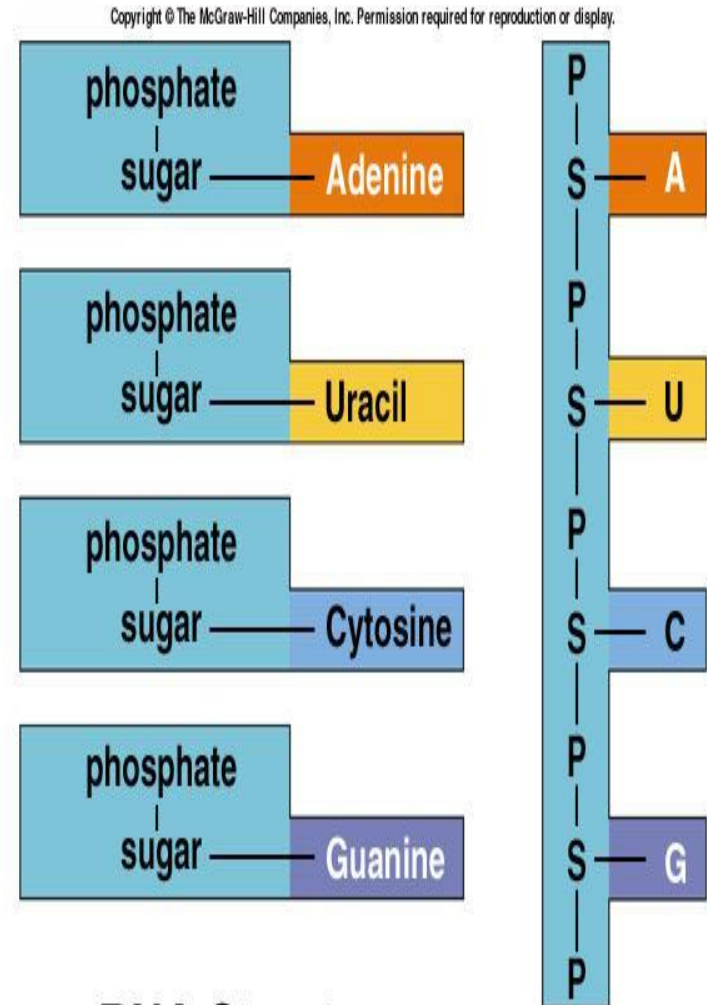 Copyright © The McGraw-Hill Companies, Inc. Permission required for reproduction or display.
phosphate
sugar Adenine
phosphate
sugar Uracil
phosphate
sugar Cytosine
phosphate
sugar Guanine
P
S A
P
S U
P
S C
P
S G
P